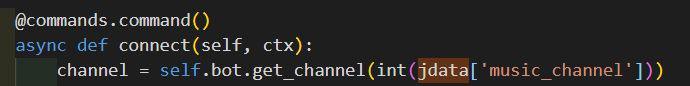 @commands.command()
async def connect(self, ctx):
    channel = self.bot.get_channel(int(jdata['music_channel']))